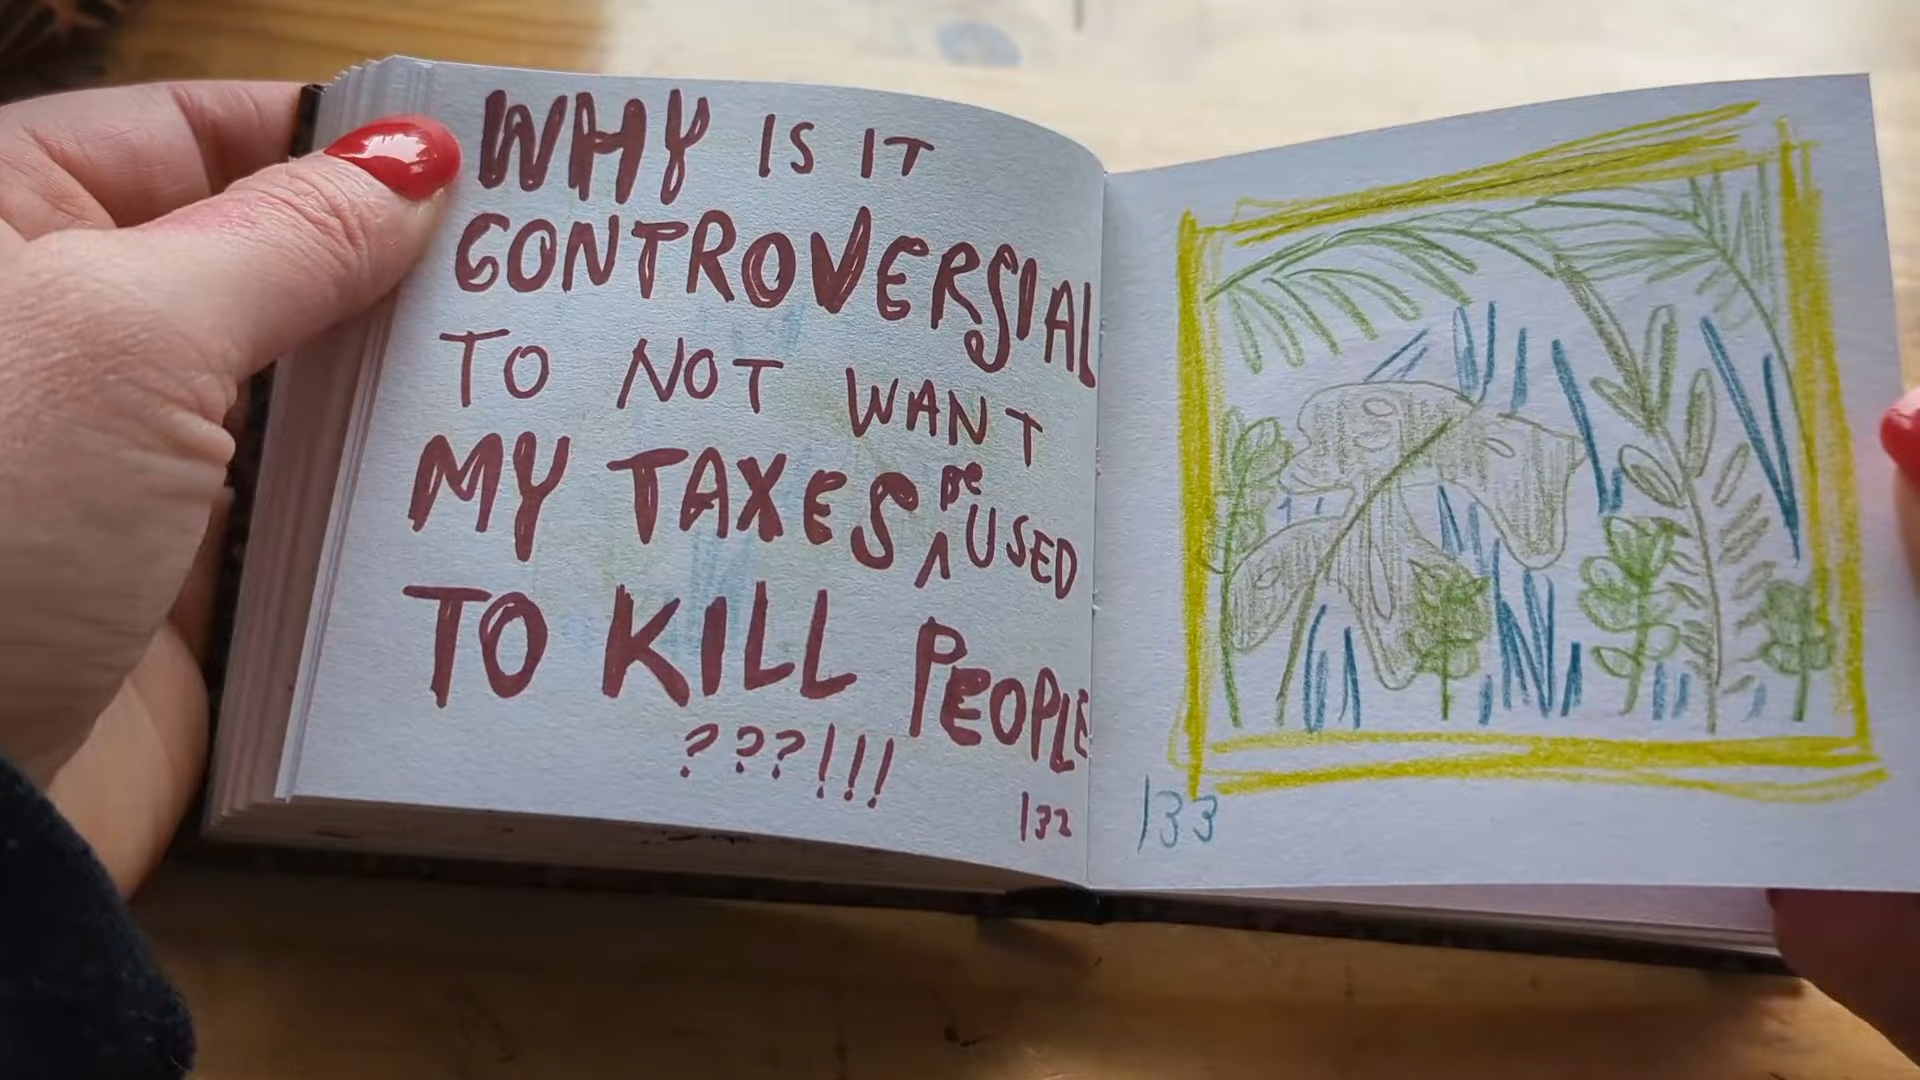 WHY IS IT
CONTROVERSIAL
TO NOT WANT
MY TAXES BE USED
TO KILL PEOPLE
???!!!
132
133